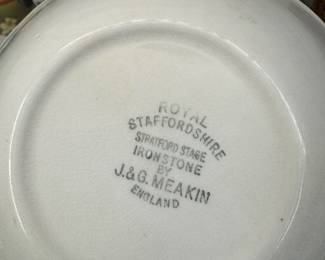 ROYAL
STAFFORDSHIRE
STRATFORD STAGE
IRONSTONE
BY
J.&G. MEAKIN
ENGLAND